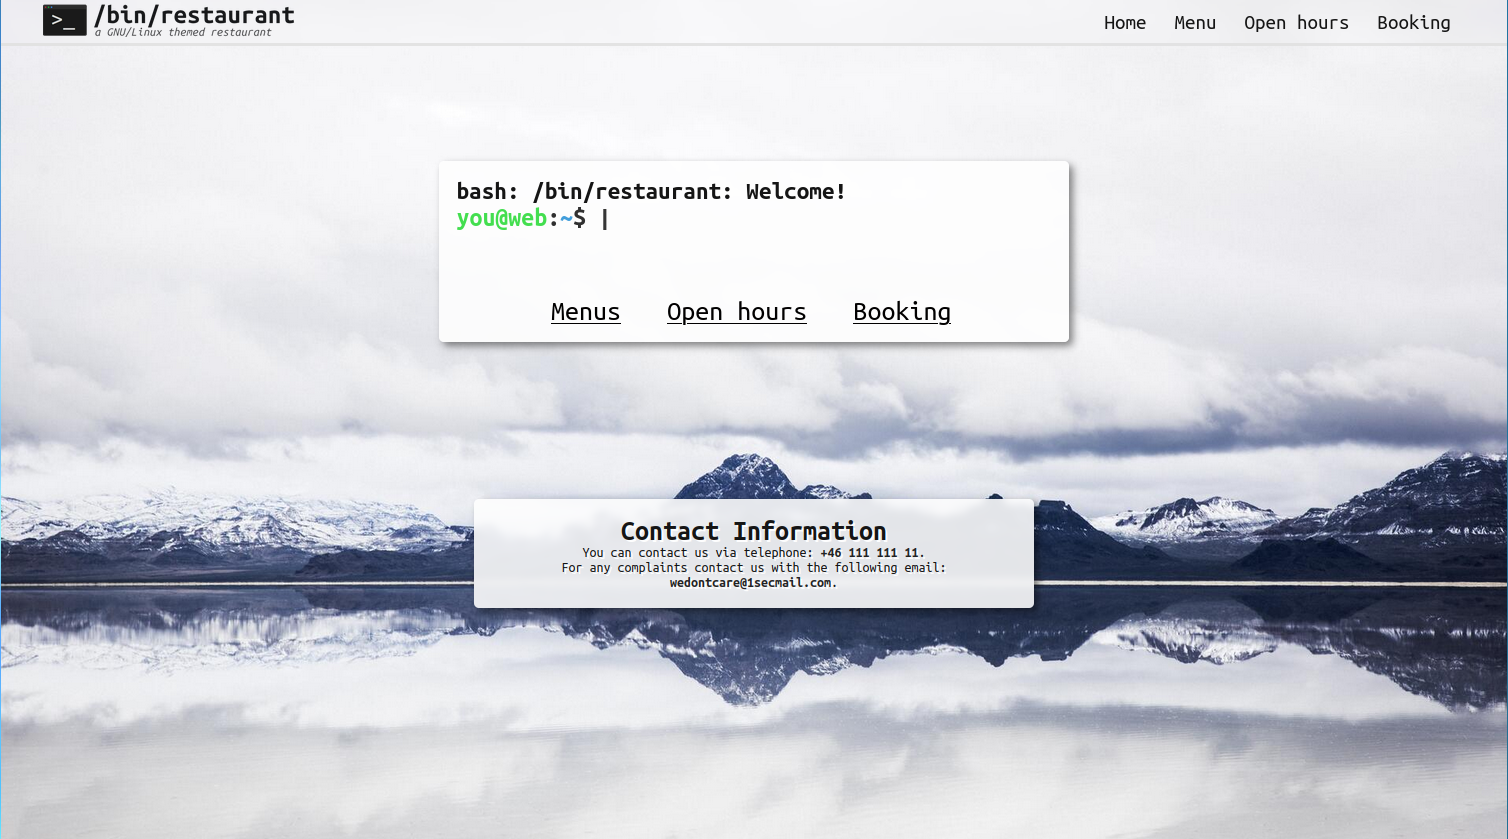 >_ /bin/restaurant
a GNU/Linux themed restaurant
Home Menu Open hours Booking
bash: /bin/restaurant: Welcome!
you@web:~$ |
Menus Open hours Booking
Contact Information
You can contact us via telephone: +46 111 111 11.
For any complaints contact us with the following email:
wedontcare@1secmail.com.